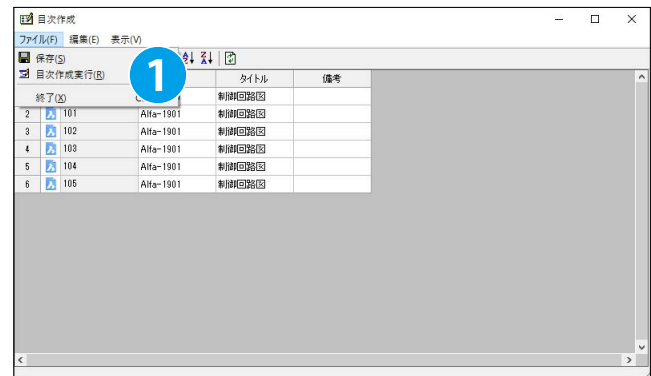 目次作成
ファイル(F) 編集(E) 表示(V)
保存(S)
目次作成実行(R)
終了(X)
1
タイトル 備考
制御回路図
2 101 Alfa-1901 制御回路図
3 102 Alfa-1901 制御回路図
4 103 Alfa-1901 制御回路図
5 104 Alfa-1901 制御回路図
6 105 Alfa-1901 制御回路図